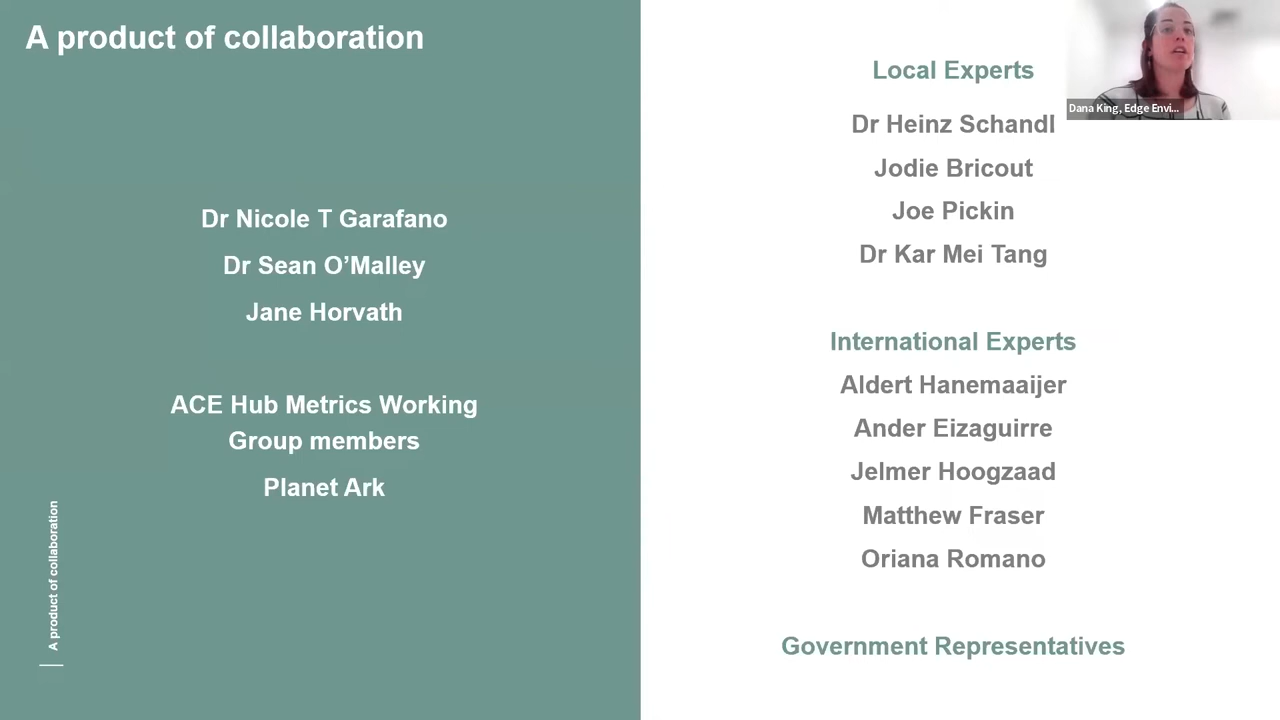 A product of collaboration
Dr Nicole T Garafano
Dr Sean O’Malley
Jane Horvath
ACE Hub Metrics Working
Group members
Planet Ark
A product of collaboration
Local Experts
Dr Heinz Schandl
Jodie Bricout
Joe Pickin
Dr Kar Mei Tang
International Experts
Aldert Hanemaaijer
Ander Eizaguirre
Jelmer Hoogzaad
Matthew Fraser
Oriana Romano
Government Representatives
Dana King, Edge Envi...